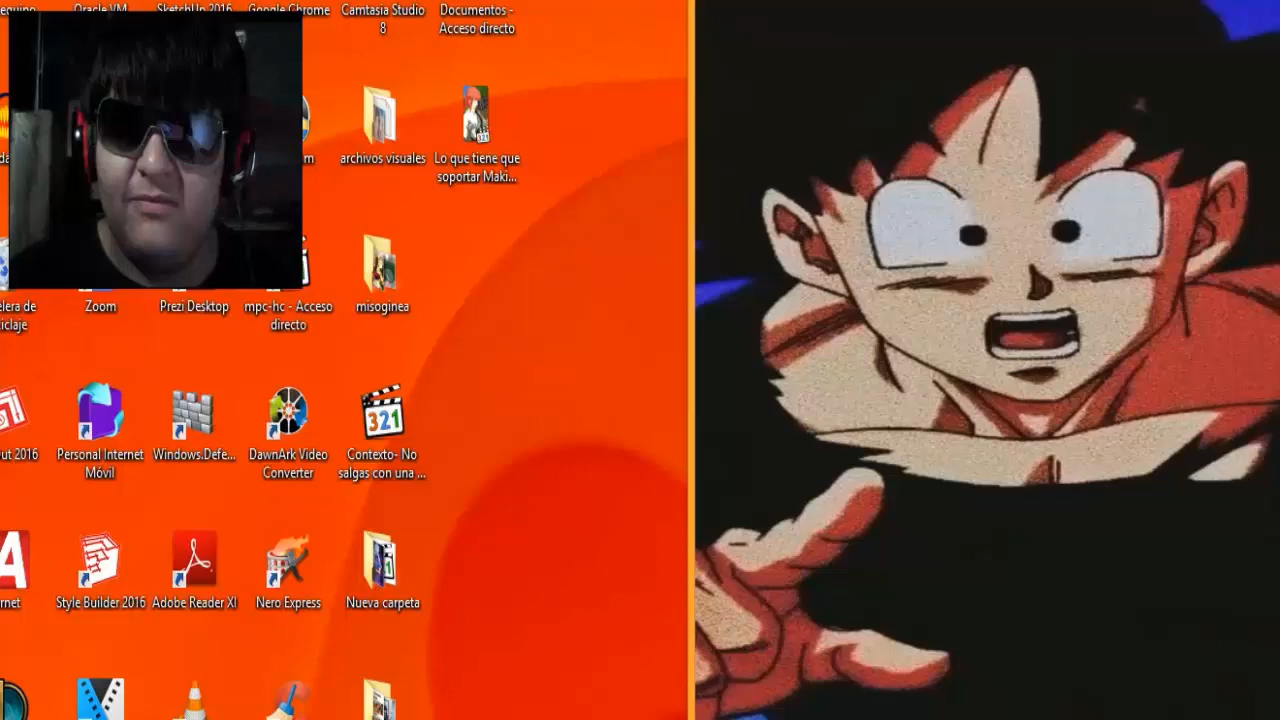 Oracle VM
SketchUp 2016
Google Chrome
Camtasia Studio
8
Documentos -
Acceso directo
archivos visuales
Lo que tiene que
soportar Maki...
Zoom
Prezi Desktop
mpc-hc - Acceso
directo
misoginea
Personal Internet
Móvil
Windows.Defe...
DawnArk Video
Converter
321
Contexto- No
salgas con una ...
Style Builder 2016
Adobe Reader XI
Nero Express
Nueva carpeta